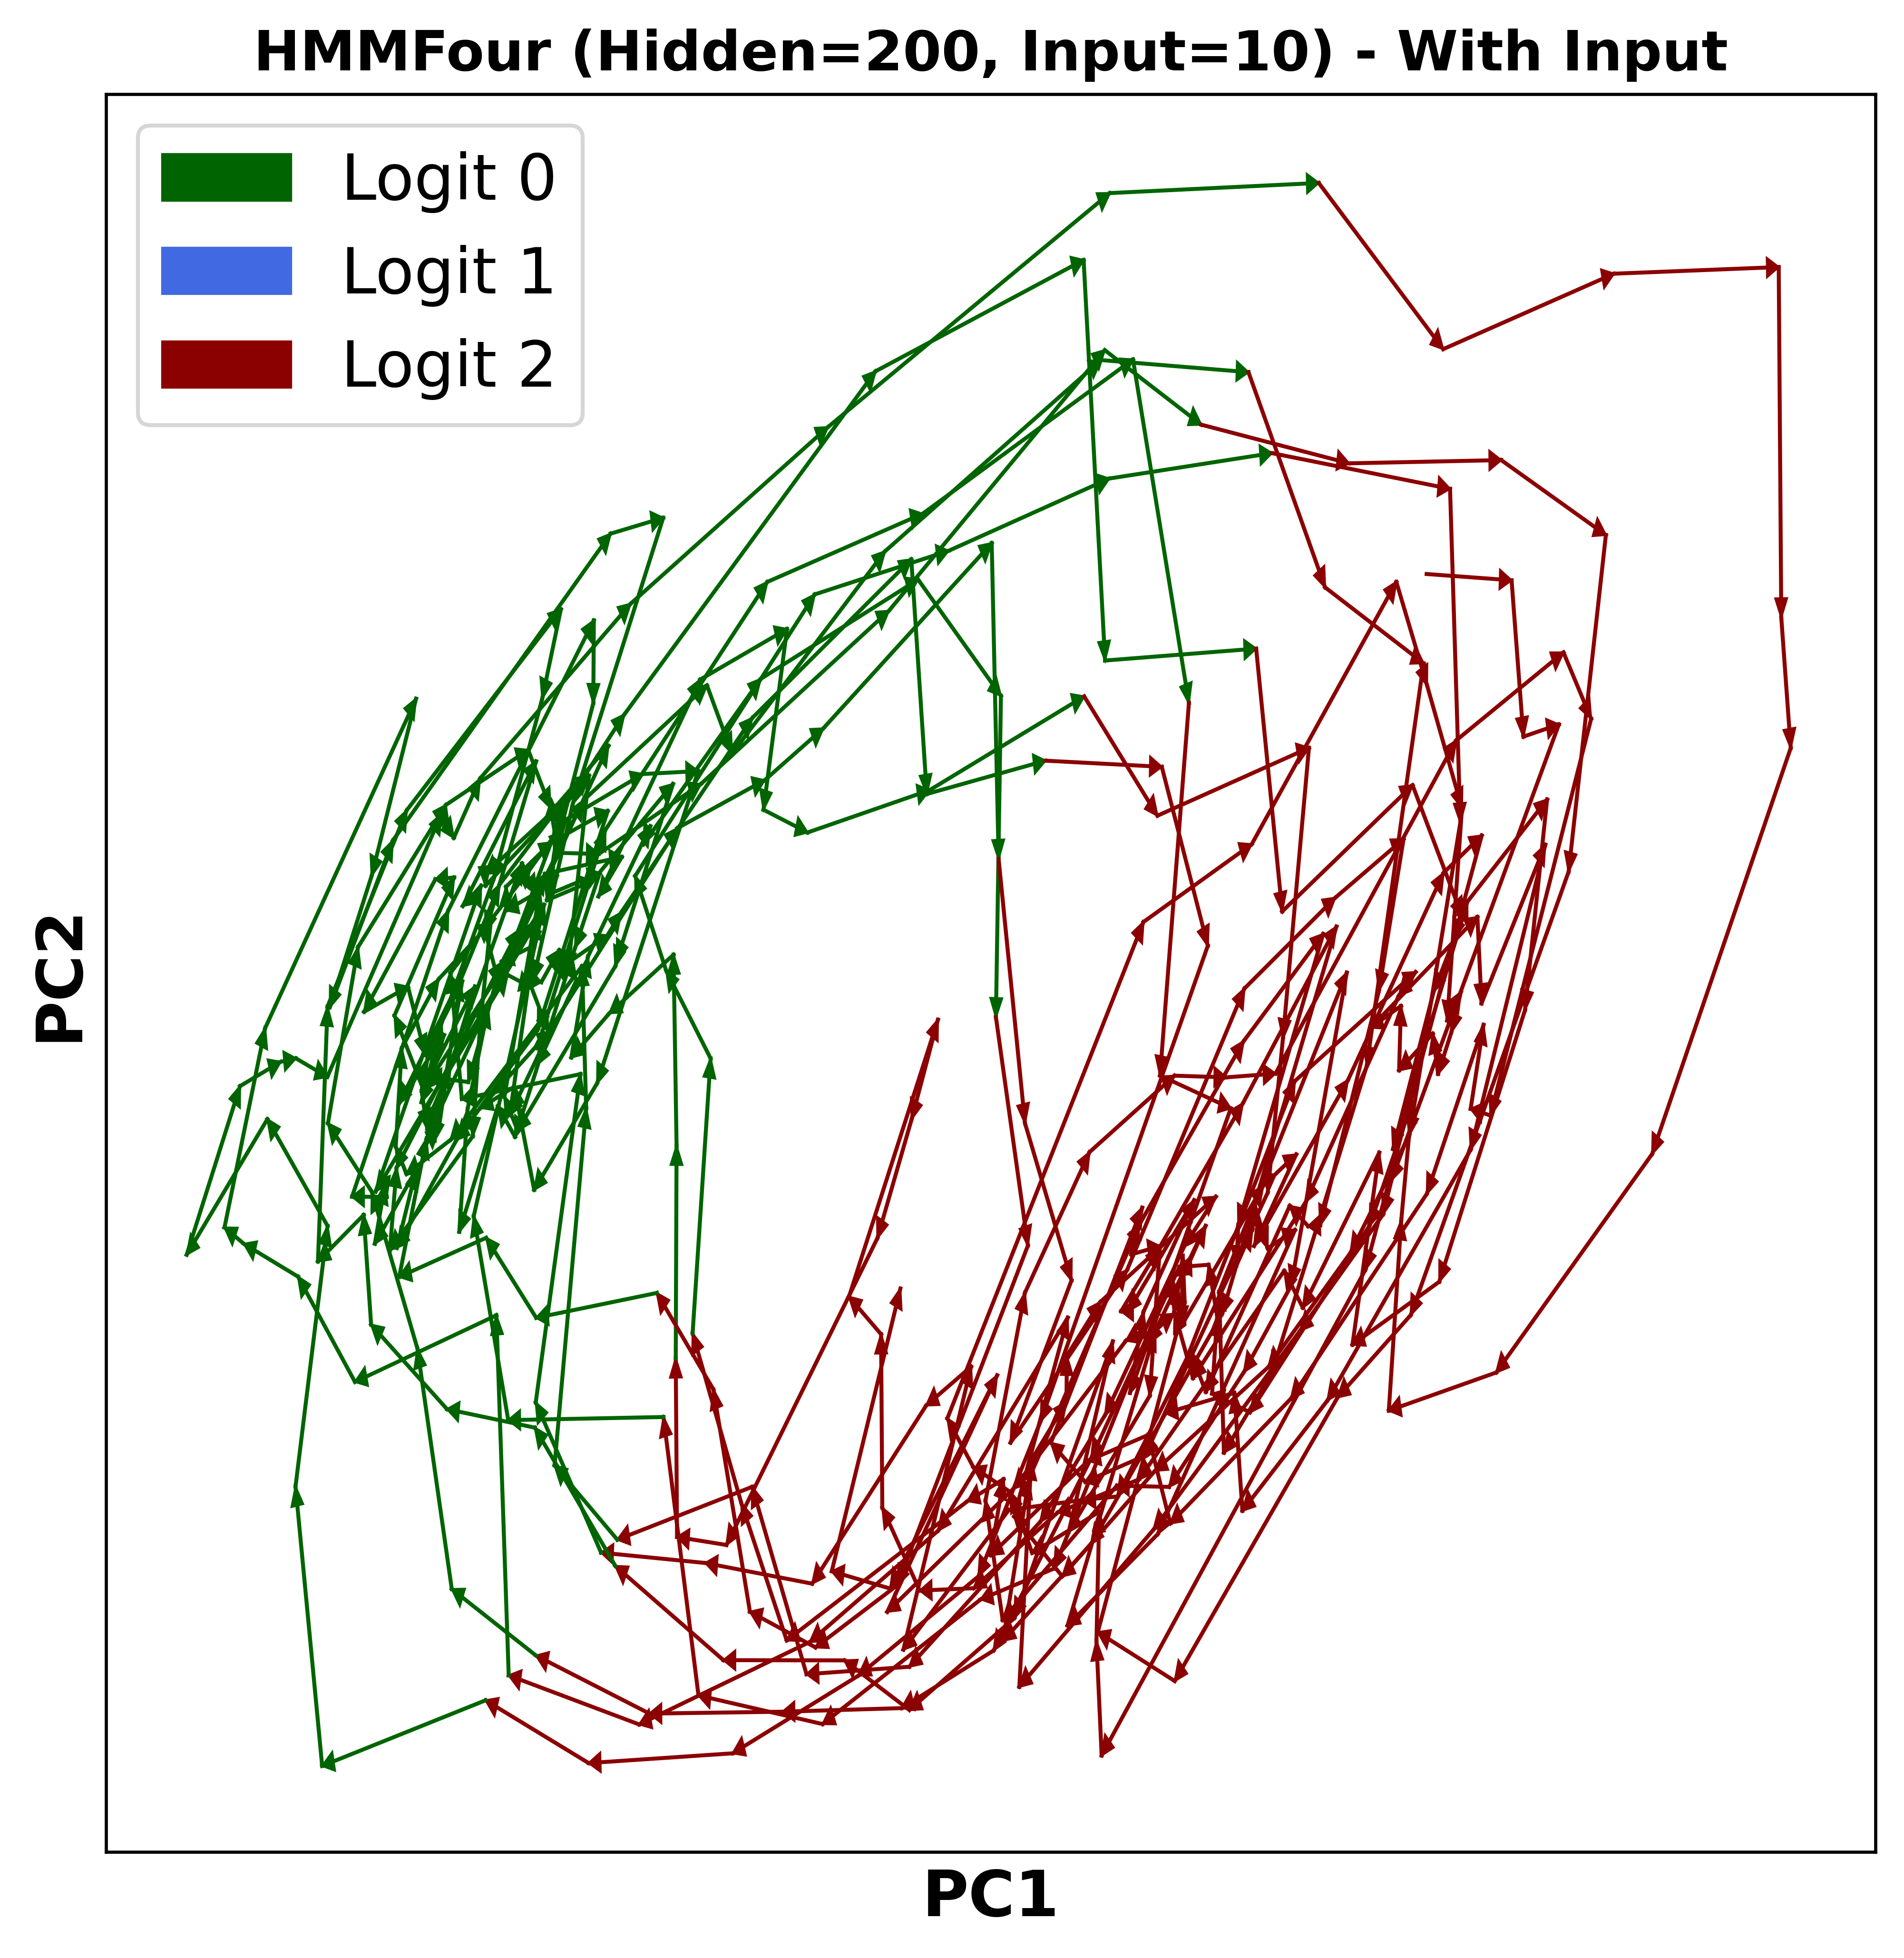 HMMFour (Hidden=200, Input=10) - With Input
Logit 0
Logit 1
Logit 2
PC2
PC1